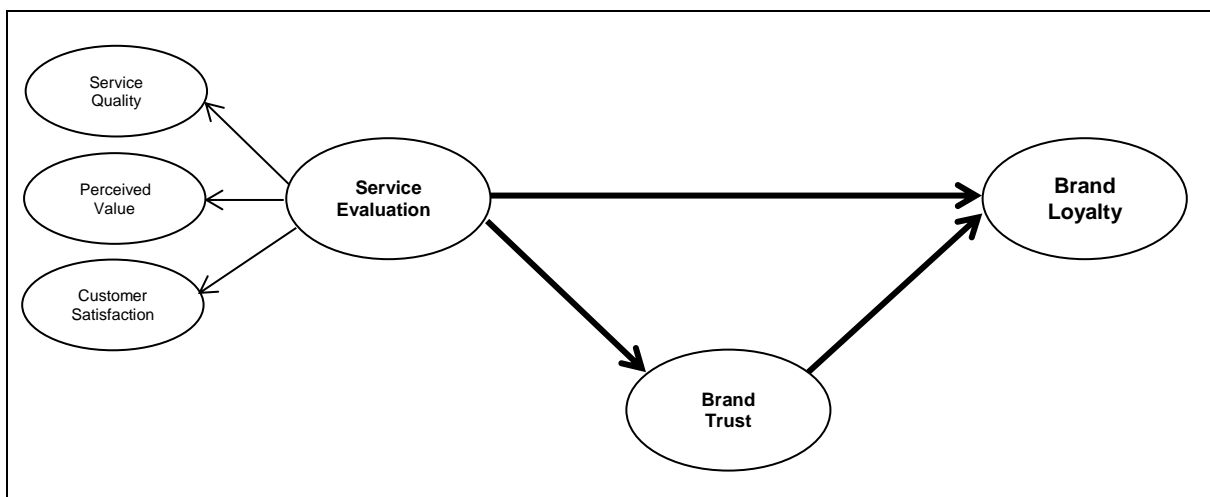 Service
Quality
Perceived
Value
Customer
Satisfaction
Service
Evaluation
Brand
Loyalty
Brand
Trust